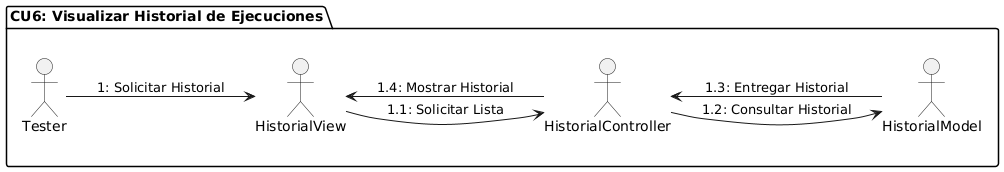 CU6: Visualizar Historial de Ejecuciones
1: Solicitar Historial
1.4: Mostrar Historial
1.3: Entregar Historial
1.1: Solicitar Lista
1.2: Consultar Historial
Tester
HistorialView
HistorialController
HistorialModel